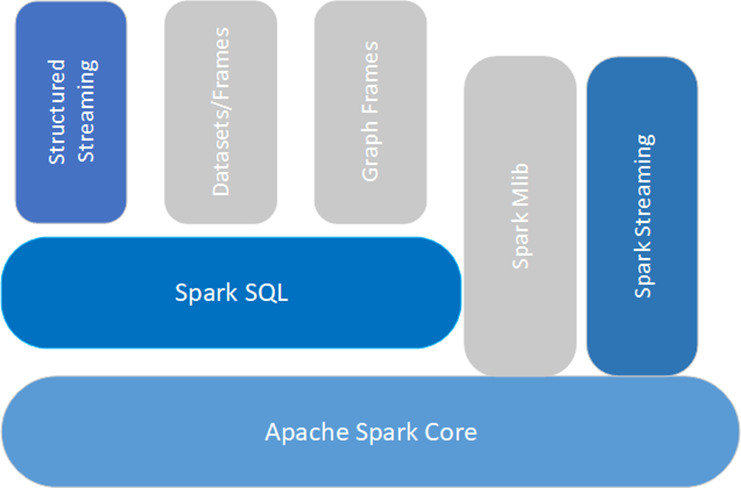 Structured
Streaming
Datasets/Frames
Graph Frames
Spark Mlib
Spark Streaming
Spark SQL
Apache Spark Core